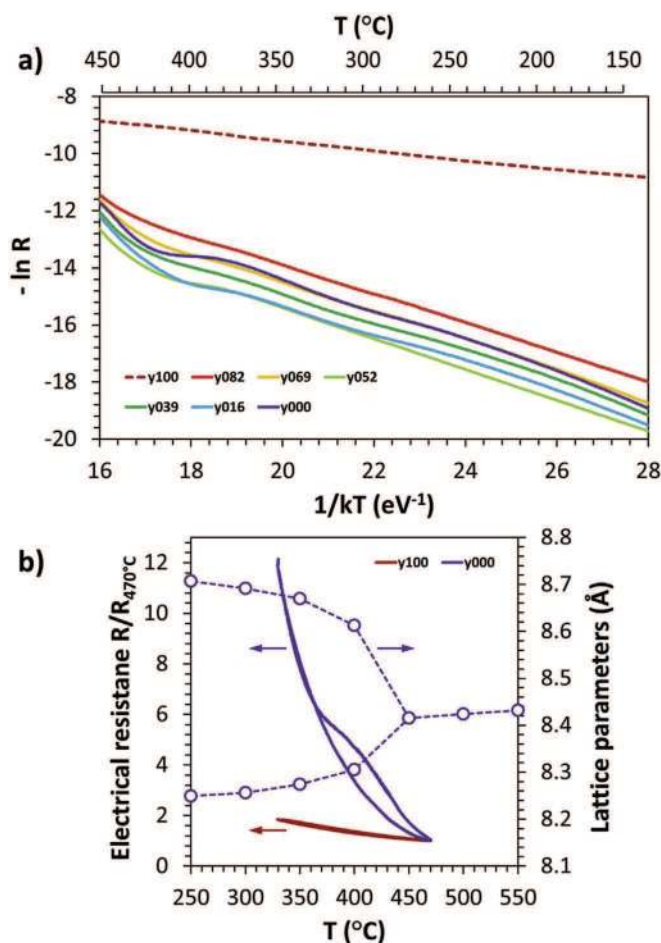 T (°C)
a)
450 400 350 300 250 200 150
-8
-10
-12
-14
-16
-18
-20
- ln R
y100 y082 y069 y052
y039 y016 y000
16 18 20 22 24 26 28
1/kT (eV-1)
b)
12
10
8
6
4
2
0
Electrical resistane R/R470°C
y100 y000
8.8
8.7
8.6
8.5
8.4
8.3
8.2
8.1
Lattice parameters (Å)
250 300 350 400 450 500 550
T (°C)